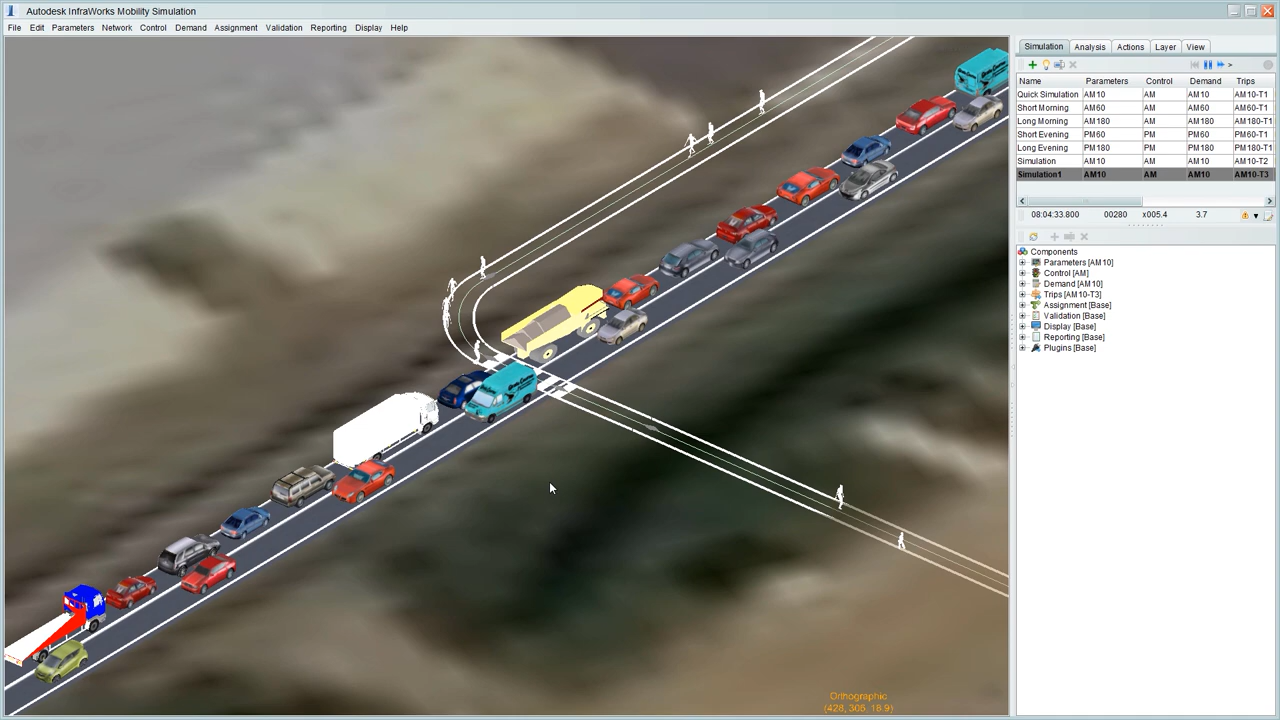 Autodesk InfraWorks Mobility Simulation
File Edit Parameters Network Control Demand Assignment Validation Reporting Display Help
Simulation Analysis Actions Layer View
Name Parameters Control Demand Trips
Quick Simulation AM10 AM AM10 AM10-T1
Short Morning AM60 AM AM60 AM60-T1
Long Morning AM180 AM AM180 AM180-T1
Short Evening PM60 PM PM60 PM60-T1
Long Evening PM180 PM PM180 PM180-T1
Simulation AM10 AM AM10 AM10-T2
Simulation1 AM10 AM AM10 AM10-T3
08:04:33.800 00280 x005.4 3.7
Components
Parameters [AM10]
Control [AM]
Demand [AM10]
Trips [AM10-T3]
Assignment [Base]
Validation [Base]
Display [Base]
Reporting [Base]
Plugins [Base]
Orthographic